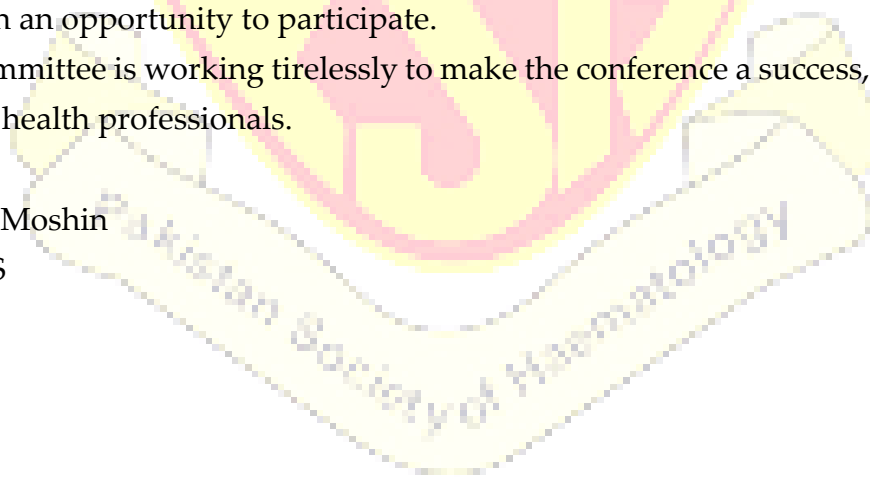 n an opportunity to participate.
mmittee is working tirelessly to make the conference a success,
health professionals.
Moshin
S
Pakistan Society of Haematology